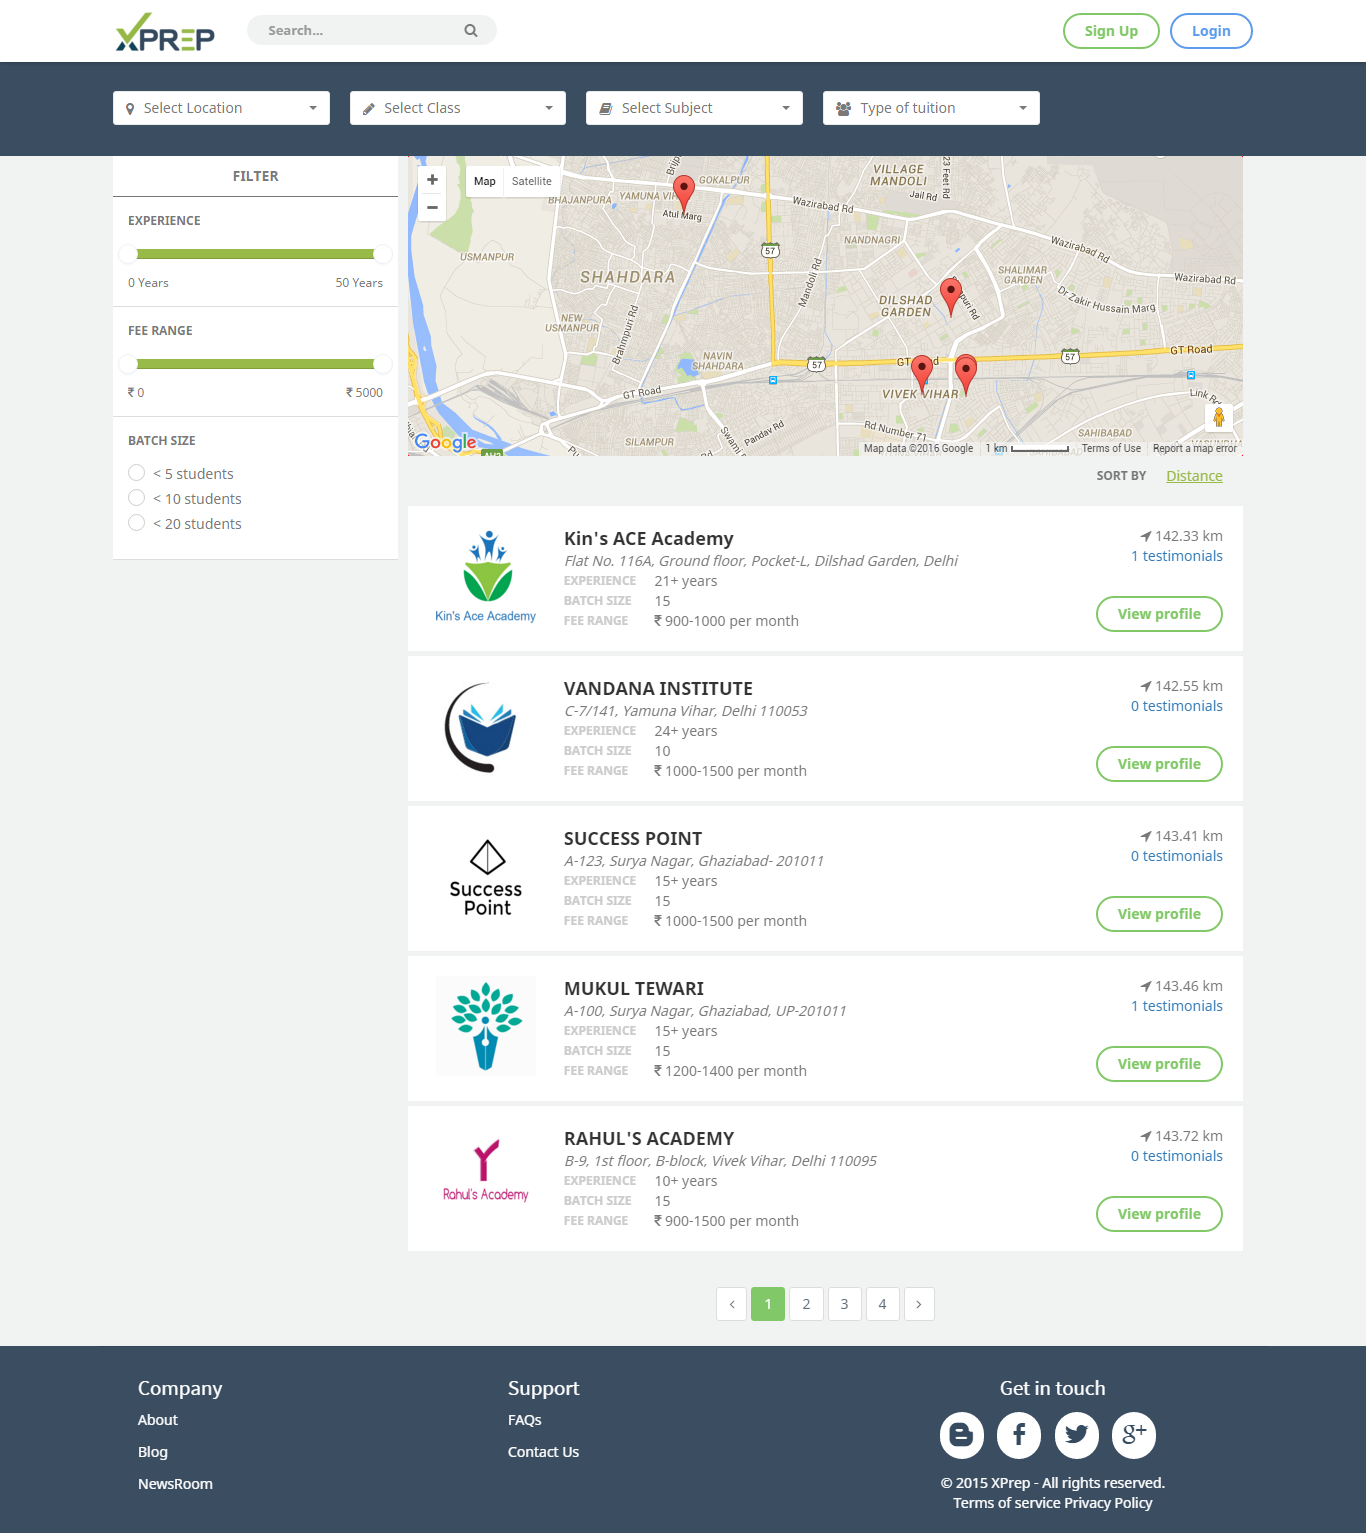 XPREP
Search...
Sign Up
Login
Select Location
Select Class
Select Subject
Type of tuition
FILTER
EXPERIENCE
0 Years
50 Years
FEE RANGE
₹ 0
₹ 5000
BATCH SIZE
< 5 students
< 10 students
< 20 students
+
−
Map
Satellite
GOKALPUR
YAMUNA VIH
BHAJANPURA
Atul Marg
VILLAGE
MANDOLI
23 Feet Rd
Jail Rd
Wazirabad Rd
Wazirabad Rd
Wazirabad Rd
NANDNAGRI
57
USMANPUR
SHAHDARA
Mandoli Rd
SHALIMAR
GARDEN
Dr Zakir Hussain Marg
DILSHAD
GARDEN
NEW
USMANPUR
Brahmpuri Rd
NAVIN
SHAHDARA
57
57
GT Road
GT Road
VIVEK VIHAR
Link Rd
Pandav Rd
Rd Number 71
SAHIBABAD
SILAMPUR
Google
Map data ©2016 Google
1 km
Terms of Use
Report a map error
SORT BY
Distance
Kin's Ace Academy
Kin's ACE Academy
Flat No. 116A, Ground floor, Pocket-L, Dilshad Garden, Delhi
EXPERIENCE 21+ years
BATCH SIZE 15
FEE RANGE ₹ 900-1000 per month
142.33 km
1 testimonials
View profile
VANDANA INSTITUTE
C-7/141, Yamuna Vihar, Delhi 110053
EXPERIENCE 24+ years
BATCH SIZE 10
FEE RANGE ₹ 1000-1500 per month
142.55 km
0 testimonials
View profile
Success
Point
SUCCESS POINT
A-123, Surya Nagar, Ghaziabad- 201011
EXPERIENCE 15+ years
BATCH SIZE 15
FEE RANGE ₹ 1000-1500 per month
143.41 km
0 testimonials
View profile
MUKUL TEWARI
A-100, Surya Nagar, Ghaziabad, UP-201011
EXPERIENCE 15+ years
BATCH SIZE 15
FEE RANGE ₹ 1200-1400 per month
143.46 km
1 testimonials
View profile
Rahul's Academy
RAHUL'S ACADEMY
B-9, 1st floor, B-block, Vivek Vihar, Delhi 110095
EXPERIENCE 10+ years
BATCH SIZE 15
FEE RANGE ₹ 900-1500 per month
143.72 km
0 testimonials
View profile
‹ 1 2 3 4 ›
Company
About
Blog
NewsRoom
Support
FAQs
Contact Us
Get in touch
© 2015 XPrep - All rights reserved.
Terms of service Privacy Policy